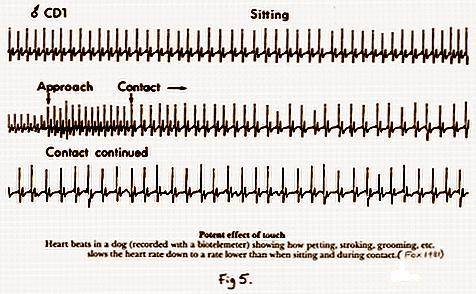 ♂ CD1 Sitting
Approach Contact →
Contact continued
Potent effect of touch
Heart beats in a dog (recorded with a biotelemeter) showing how petting, stroking, grooming, etc.
slows the heart rate down to a rate lower than when sitting and during contact. (Fox 1981)
Fig 5.